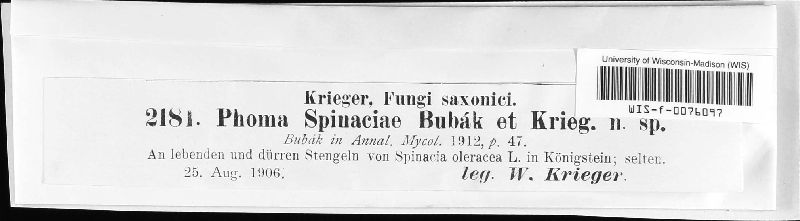 University of Wisconsin-Madison (WIS)
WIS-f-0076097
Krieger, Fungi saxonici.
2181. Phoma Spinaciae Bubák et Krieg. n. sp.
Bubák in Annal. Mycol. 1912, p. 47.
An lebenden und dürren Stengeln von Spinacia oleracea L. in Königstein; selten.
25. Aug. 1906.
leg. W. Krieger.